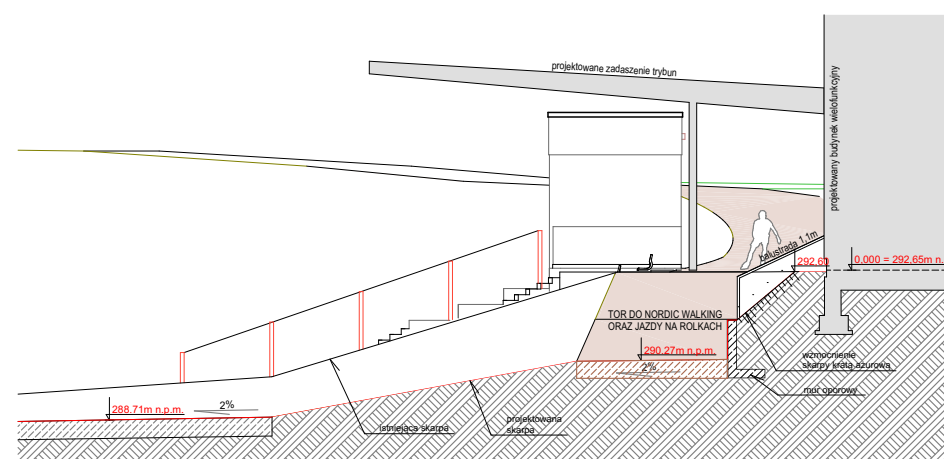 projektowane zadaszenie trybun
projektowany budynek wielofunkcyjny
balustrada 1,1m
292,60
0,000 = 292,65m n.
TOR DO NORDIC WALKING
ORAZ JAZDY NA ROLKACH
290.27m n.p.m.
2%
wzmocnienie
skarpy kratą ażurową
mur oporowy
288.71m n.p.m.
2%
istniejąca skarpa
projektowana
skarpa